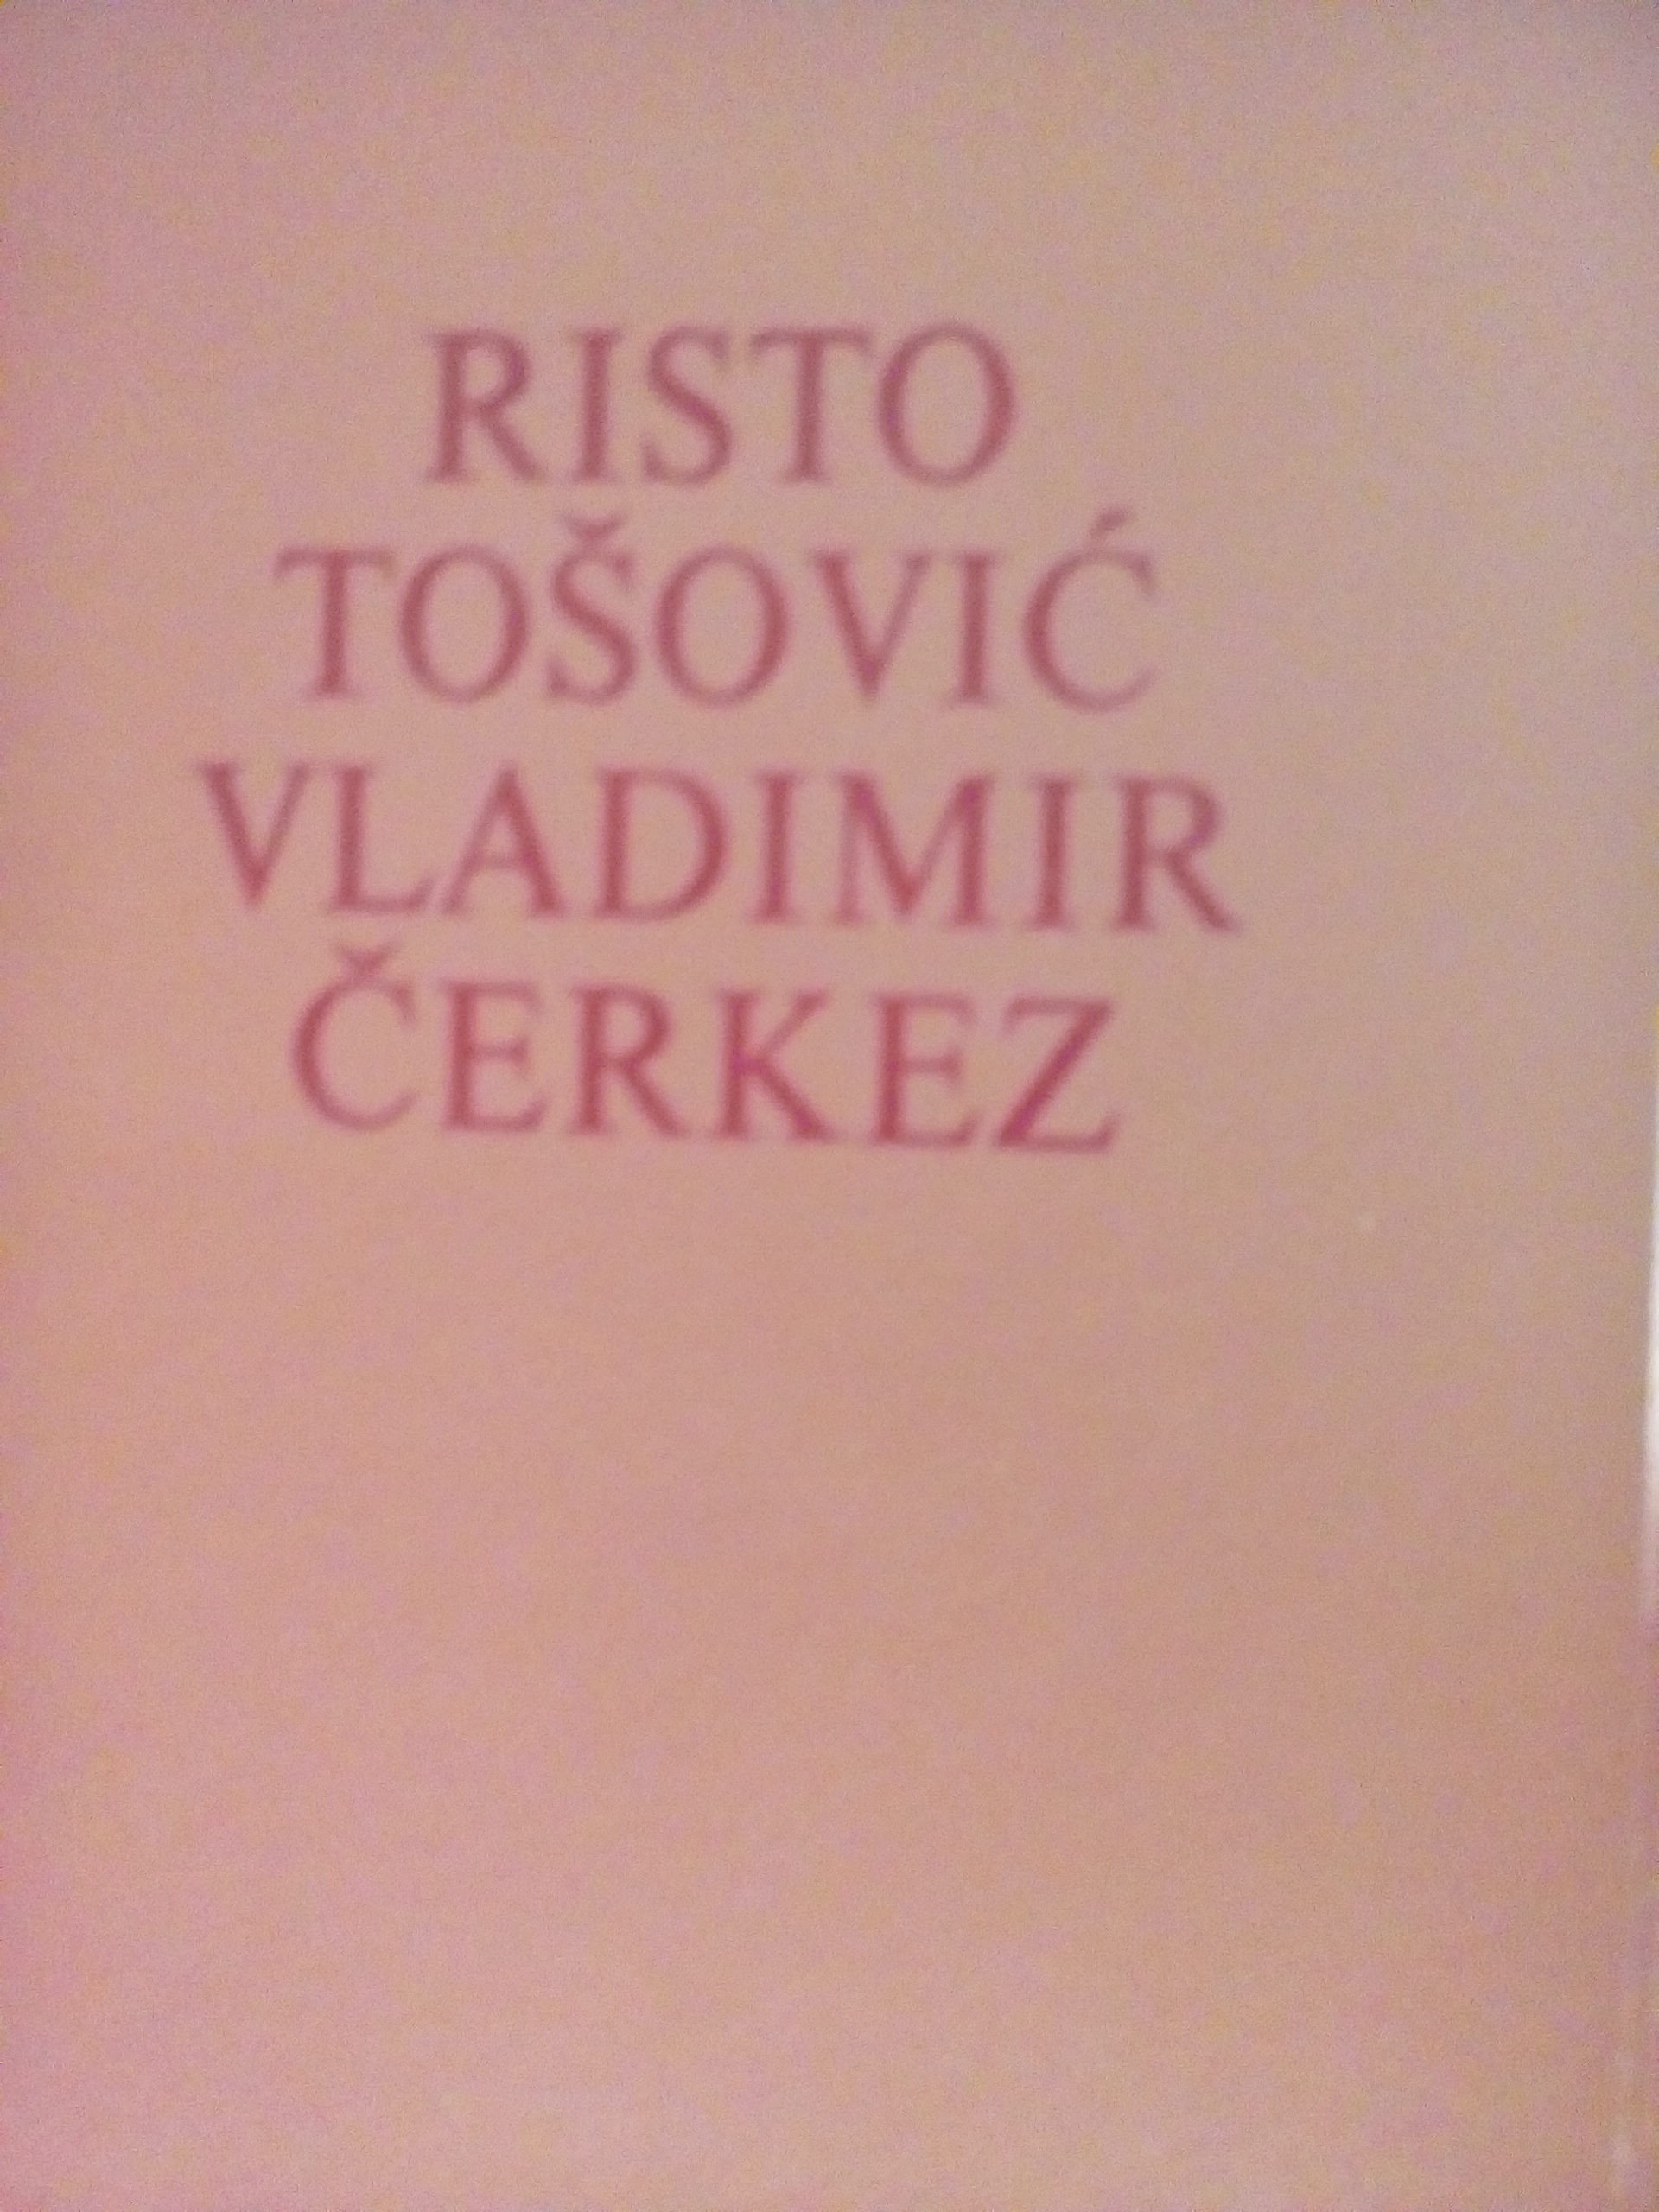 RISTO
TOŠOVIĆ
VLADIMIR
ČERKEZ